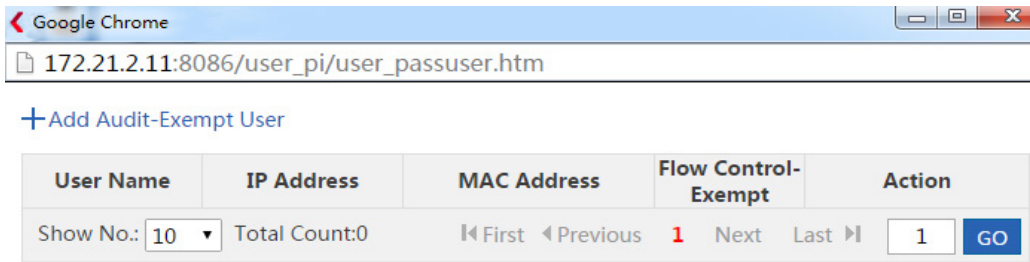 Google Chrome
172.21.2.11:8086/user_pi/user_passuser.htm
+Add Audit-Exempt User
User Name IP Address MAC Address Flow Control-Exempt Action
Show No.: 10 Total Count:0 First Previous 1 Next Last 1 GO